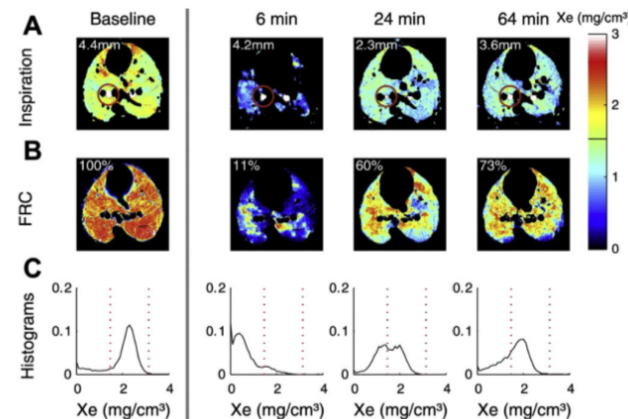 A
Baseline
6 min
24 min
64 min
Xe (mg/cm³)
Inspiration
4.4mm
4.2mm
2.3mm
3.6mm
3
2
1
0
B
FRC
100%
11%
60%
73%
C
Histograms
0.2
0.1
0
0 2 4
Xe (mg/cm³)
0.2
0.1
0
0 2 4
Xe (mg/cm³)
0.2
0.1
0
0 2 4
Xe (mg/cm³)
0.2
0.1
0
0 2 4
Xe (mg/cm³)